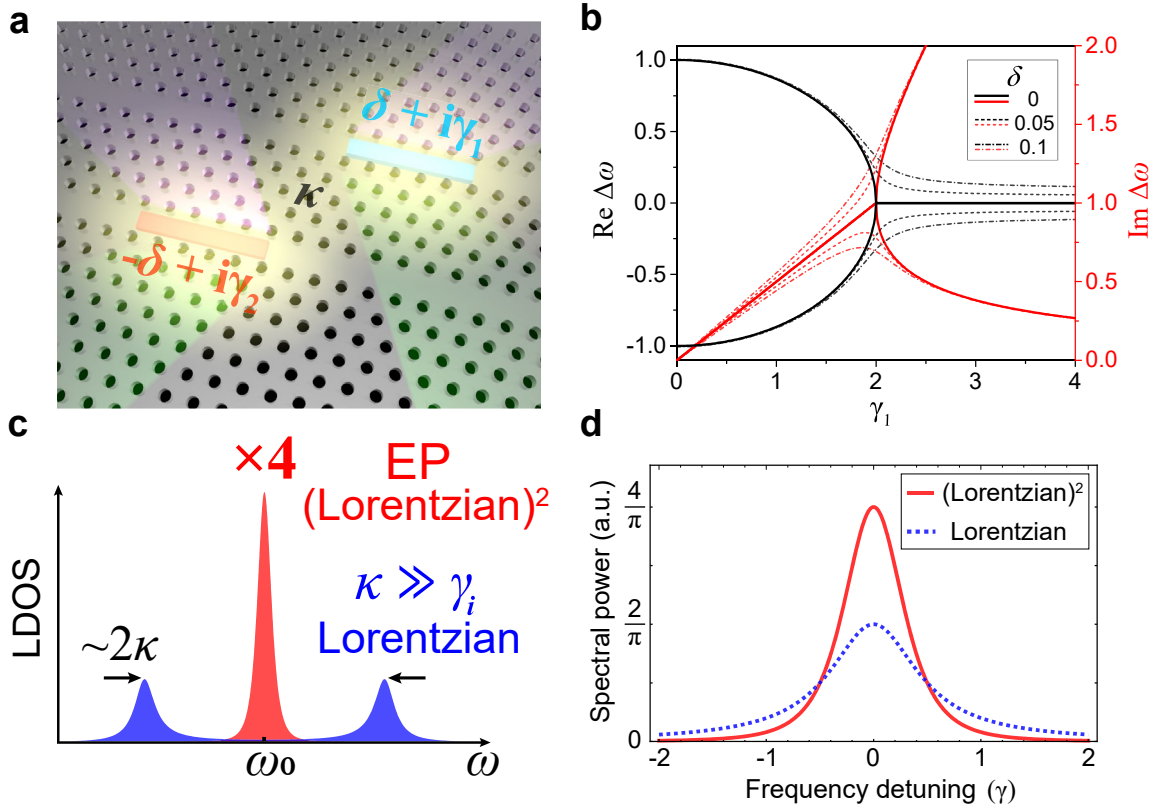 a
δ + iγ₁
κ
-δ + iγ₂
b
Re Δω
1.0
0.5
0.0
-0.5
-1.0
0
1
2
3
4
γ₁
δ
0
0.05
0.1
2.0
1.5
1.0
0.5
0.0
Im Δω
c
×4
EP
(Lorentzian)²
κ ≫ γᵢ
Lorentzian
~2κ
LDOS
ω₀
ω
d
Spectral power (a.u.)
4/π
2/π
0
-2
-1
0
1
2
(Lorentzian)²
Lorentzian
Frequency detuning (γ)